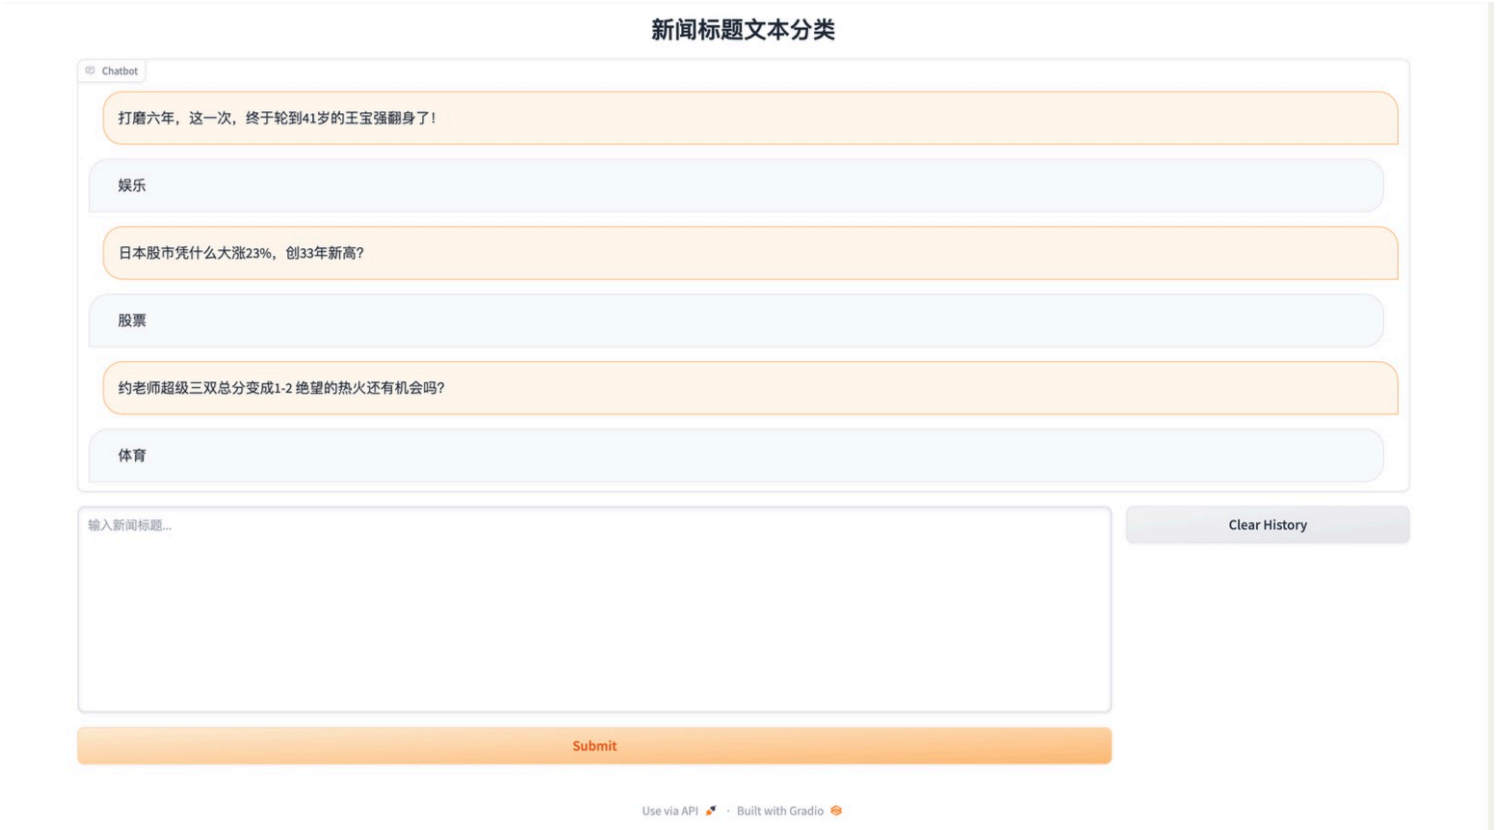 新闻标题文本分类
Chatbot
打磨六年，这一次，终于轮到41岁的王宝强翻身了！
娱乐
日本股市凭什么大涨23%，创33年新高?
股票
约老师超级三双总分变成1-2 绝望的热火还有机会吗?
体育
输入新闻标题...
Clear History
Submit
Use via API · Built with Gradio